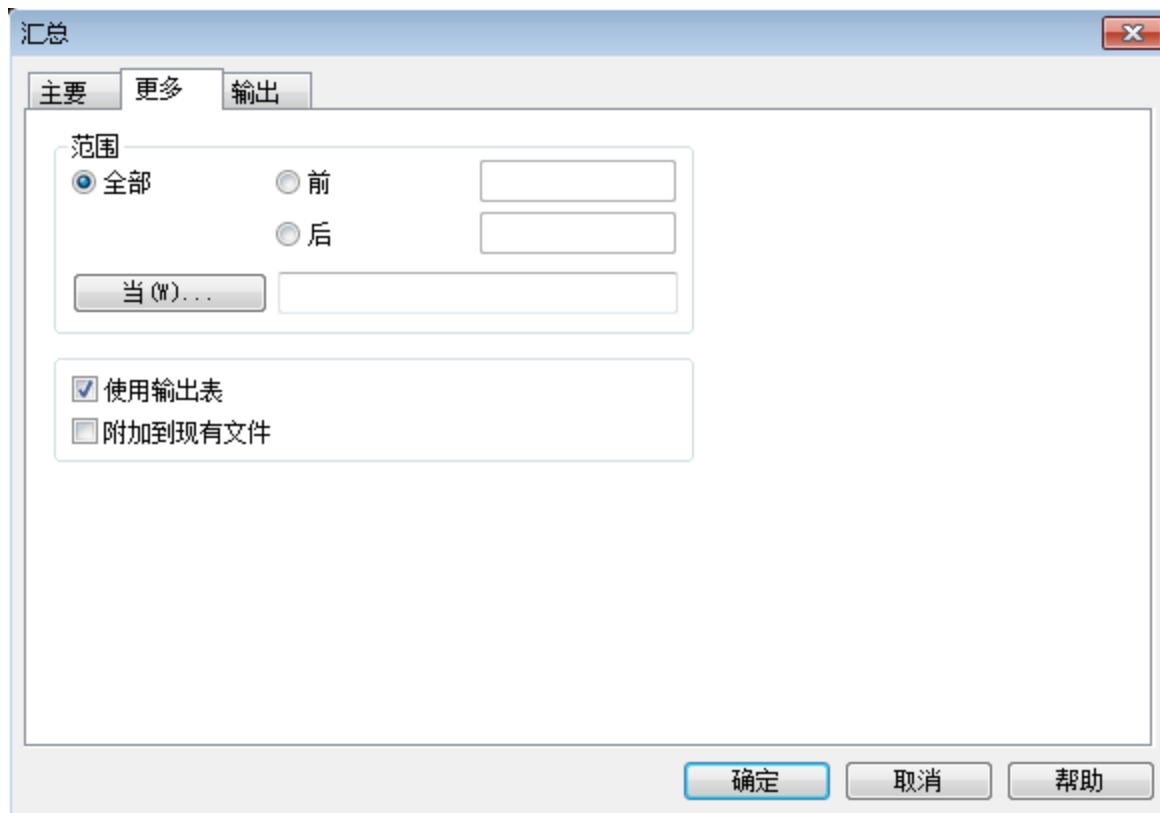 汇总
主要 更多 输出
范围
全部 前
后
当(W)...
使用输出表
附加到现有文件
确定 取消 帮助